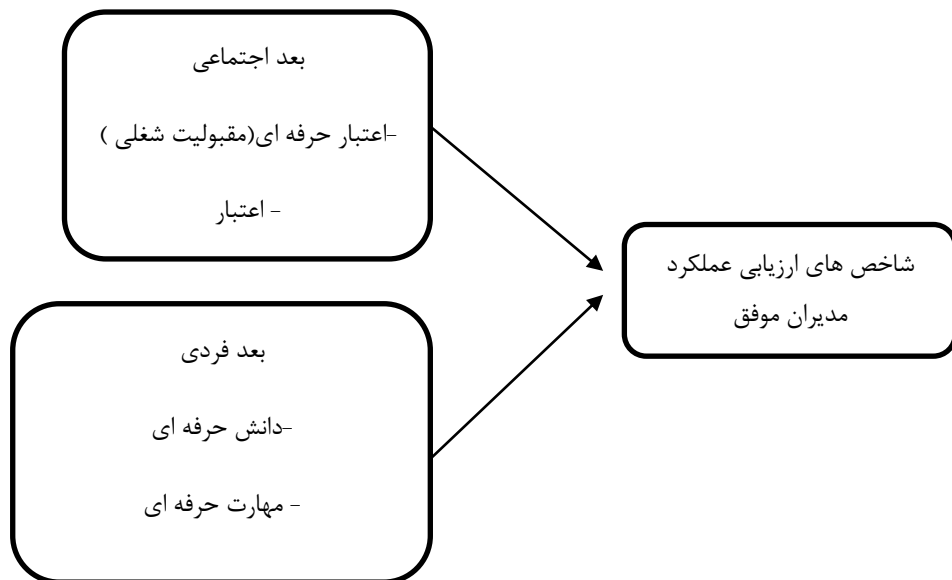 بعد اجتماعی
-اعتبار حرفه ای(مقبولیت شغلی )
- اعتبار
شاخص های ارزیابی عملکرد
مدیران موفق
بعد فردی
-دانش حرفه ای
- مهارت حرفه ای